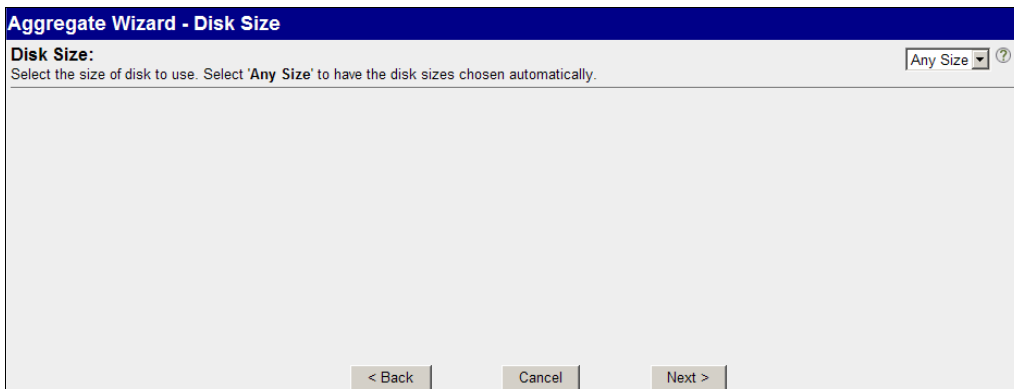 Aggregate Wizard - Disk Size
Disk Size:
Select the size of disk to use. Select 'Any Size' to have the disk sizes chosen automatically.
Any Size
?
< Back
Cancel
Next >